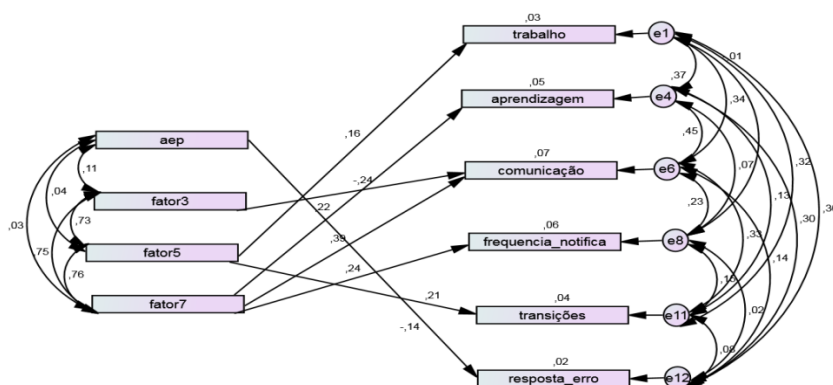 ,03
trabalho
e1
,01
,37
,05
aprendizagem
e4
,34
,16
,45
aep
,07
comunicação
e6
,07
,32
,11
-,24
,13
,36
,04
fator3
,22
,23
,30
,03
,73
,39
,06
frequencia_notifica
e8
,33
,14
,75
fator5
,24
,76
,15
,02
fator7
,21
,04
transições
e11
-,14
,06
,02
resposta_erro
e12